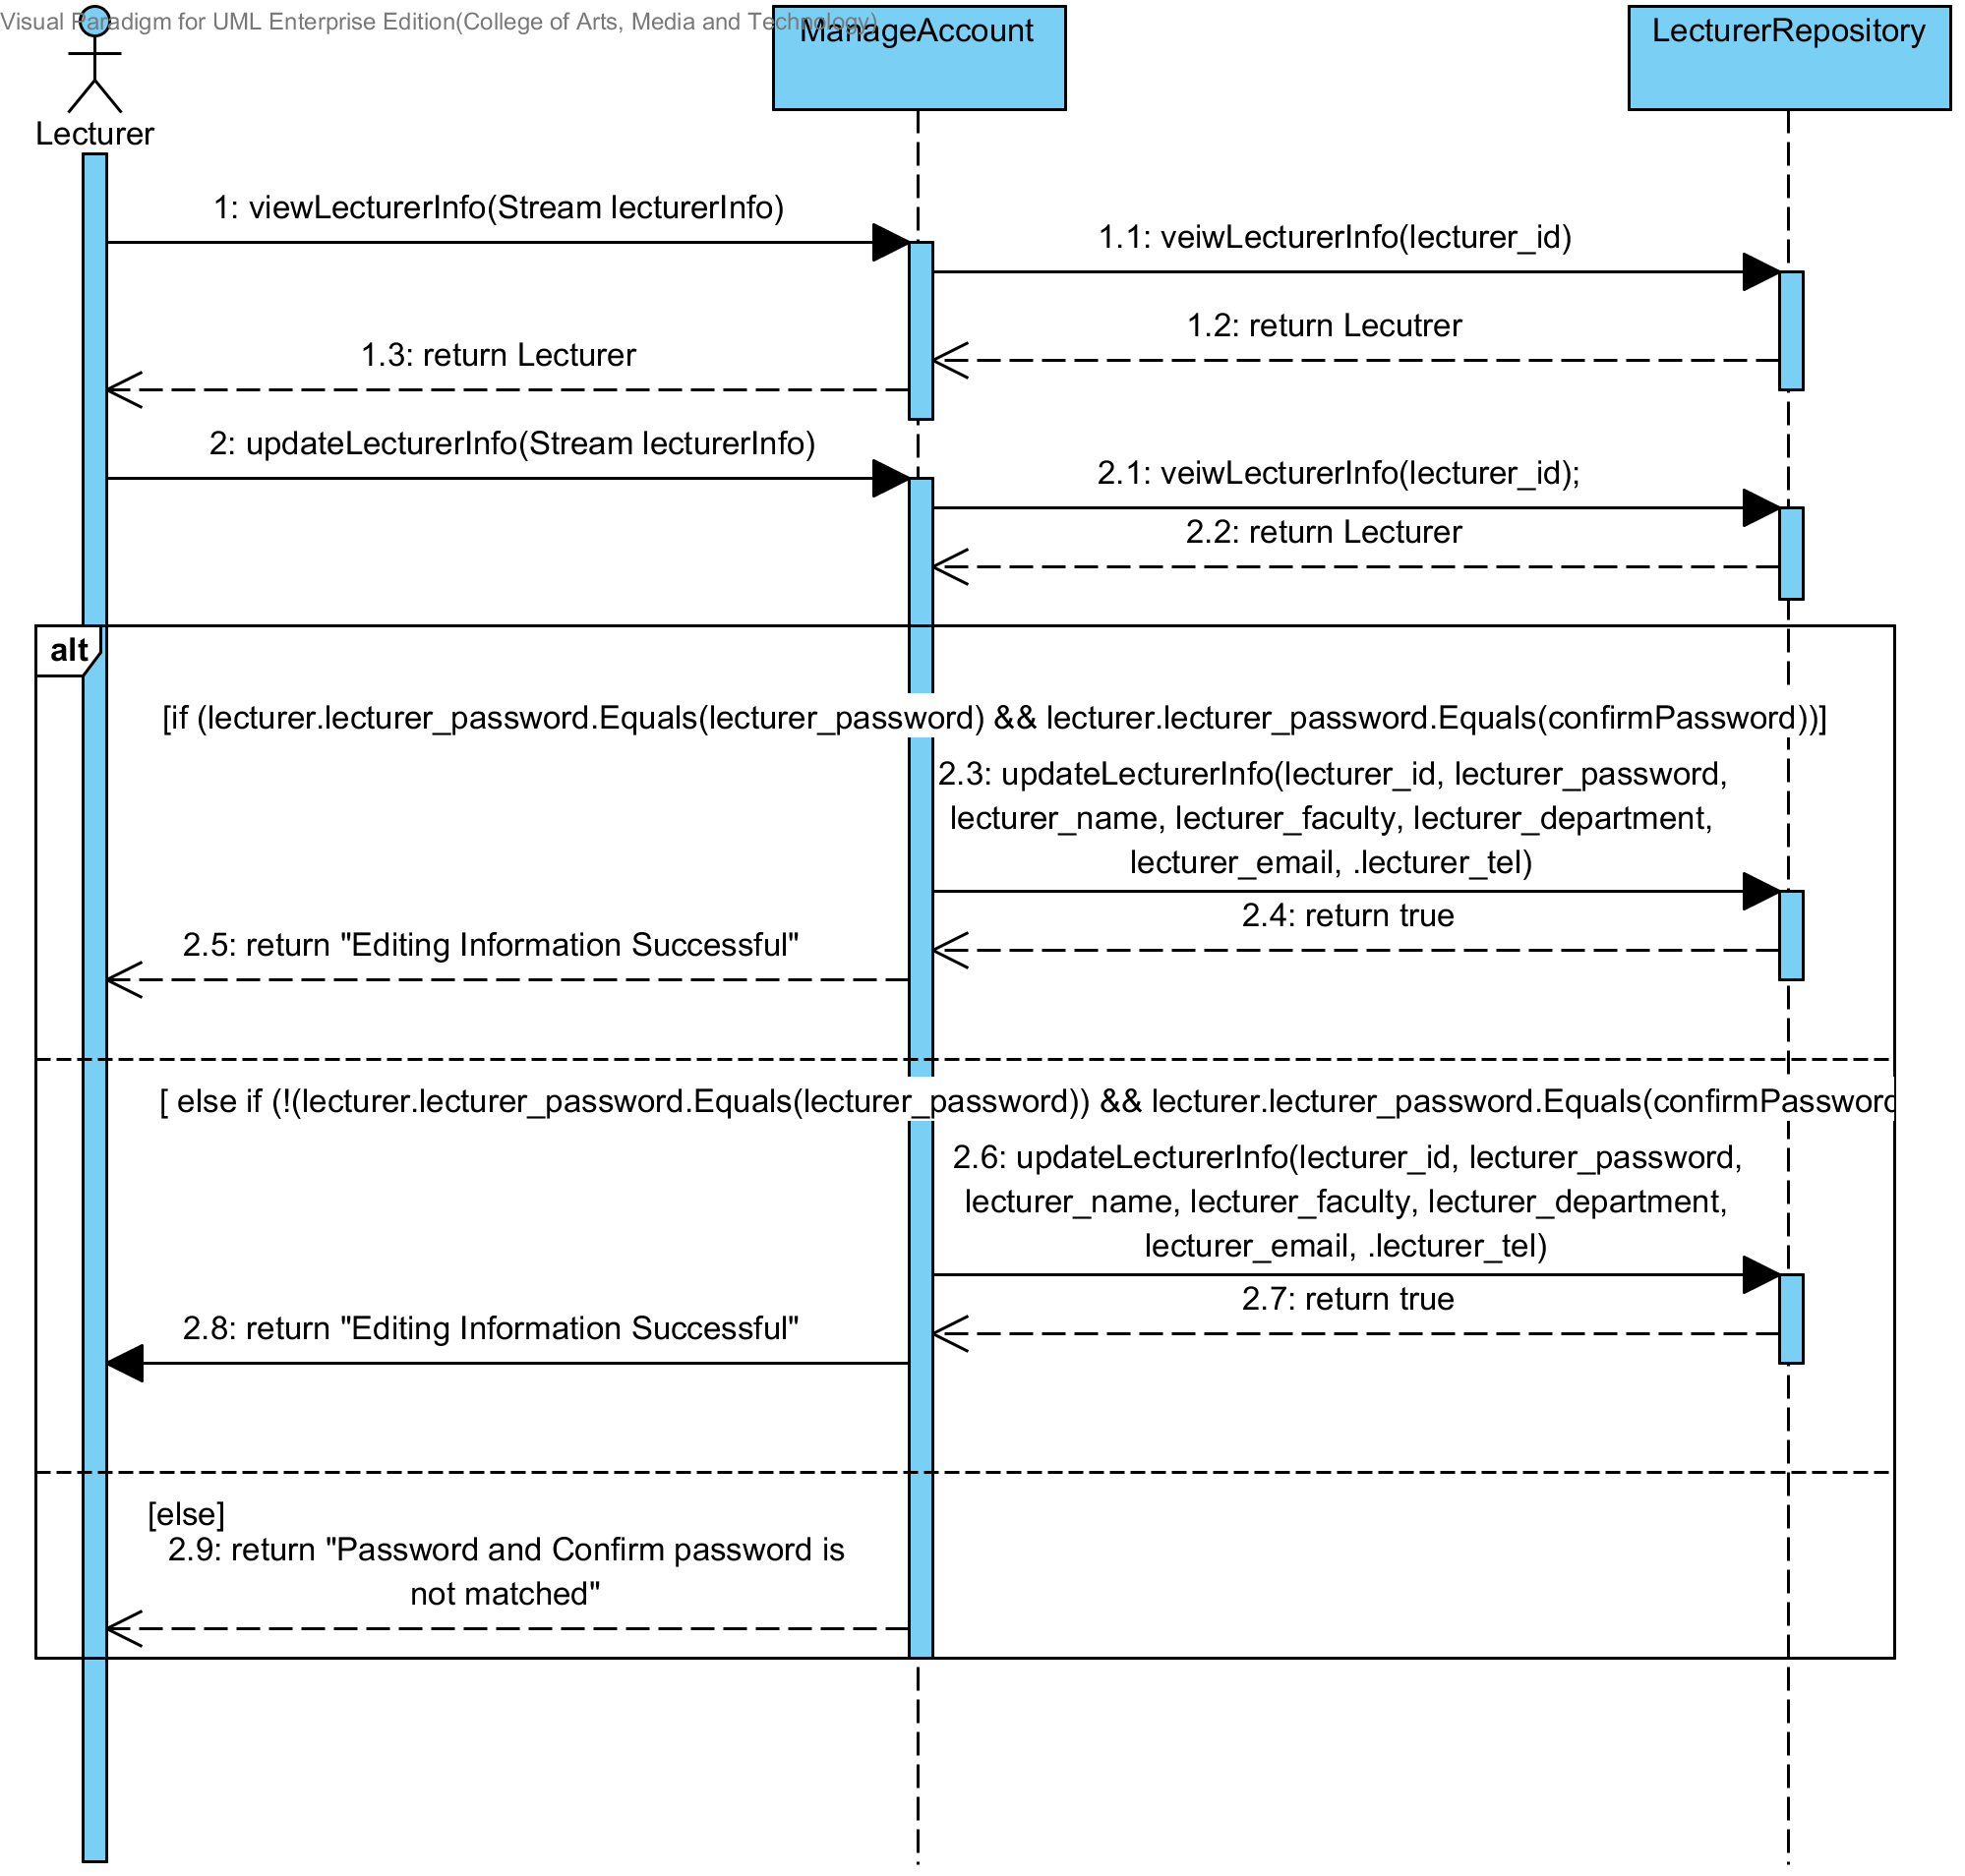 Visual Paradigm for UML Enterprise Edition(College of Arts, Media and Technology)
ManageAccount
LecturerRepository
Lecturer
1: viewLecturerInfo(Stream lecturerInfo)
1.1: veiwLecturerInfo(lecturer_id)
1.2: return Lecutrer
1.3: return Lecturer
2: updateLecturerInfo(Stream lecturerInfo)
2.1: veiwLecturerInfo(lecturer_id);
2.2: return Lecturer
alt
[if (lecturer.lecturer_password.Equals(lecturer_password) && lecturer.lecturer_password.Equals(confirmPassword))]
2.3: updateLecturerInfo(lecturer_id, lecturer_password,
lecturer_name, lecturer_faculty, lecturer_department,
lecturer_email, .lecturer_tel)
2.4: return true
2.5: return "Editing Information Successful"
[ else if (!(lecturer.lecturer_password.Equals(lecturer_password)) && lecturer.lecturer_password.Equals(confirmPassword
2.6: updateLecturerInfo(lecturer_id, lecturer_password,
lecturer_name, lecturer_faculty, lecturer_department,
lecturer_email, .lecturer_tel)
2.7: return true
2.8: return "Editing Information Successful"
[else]
2.9: return "Password and Confirm password is
not matched"